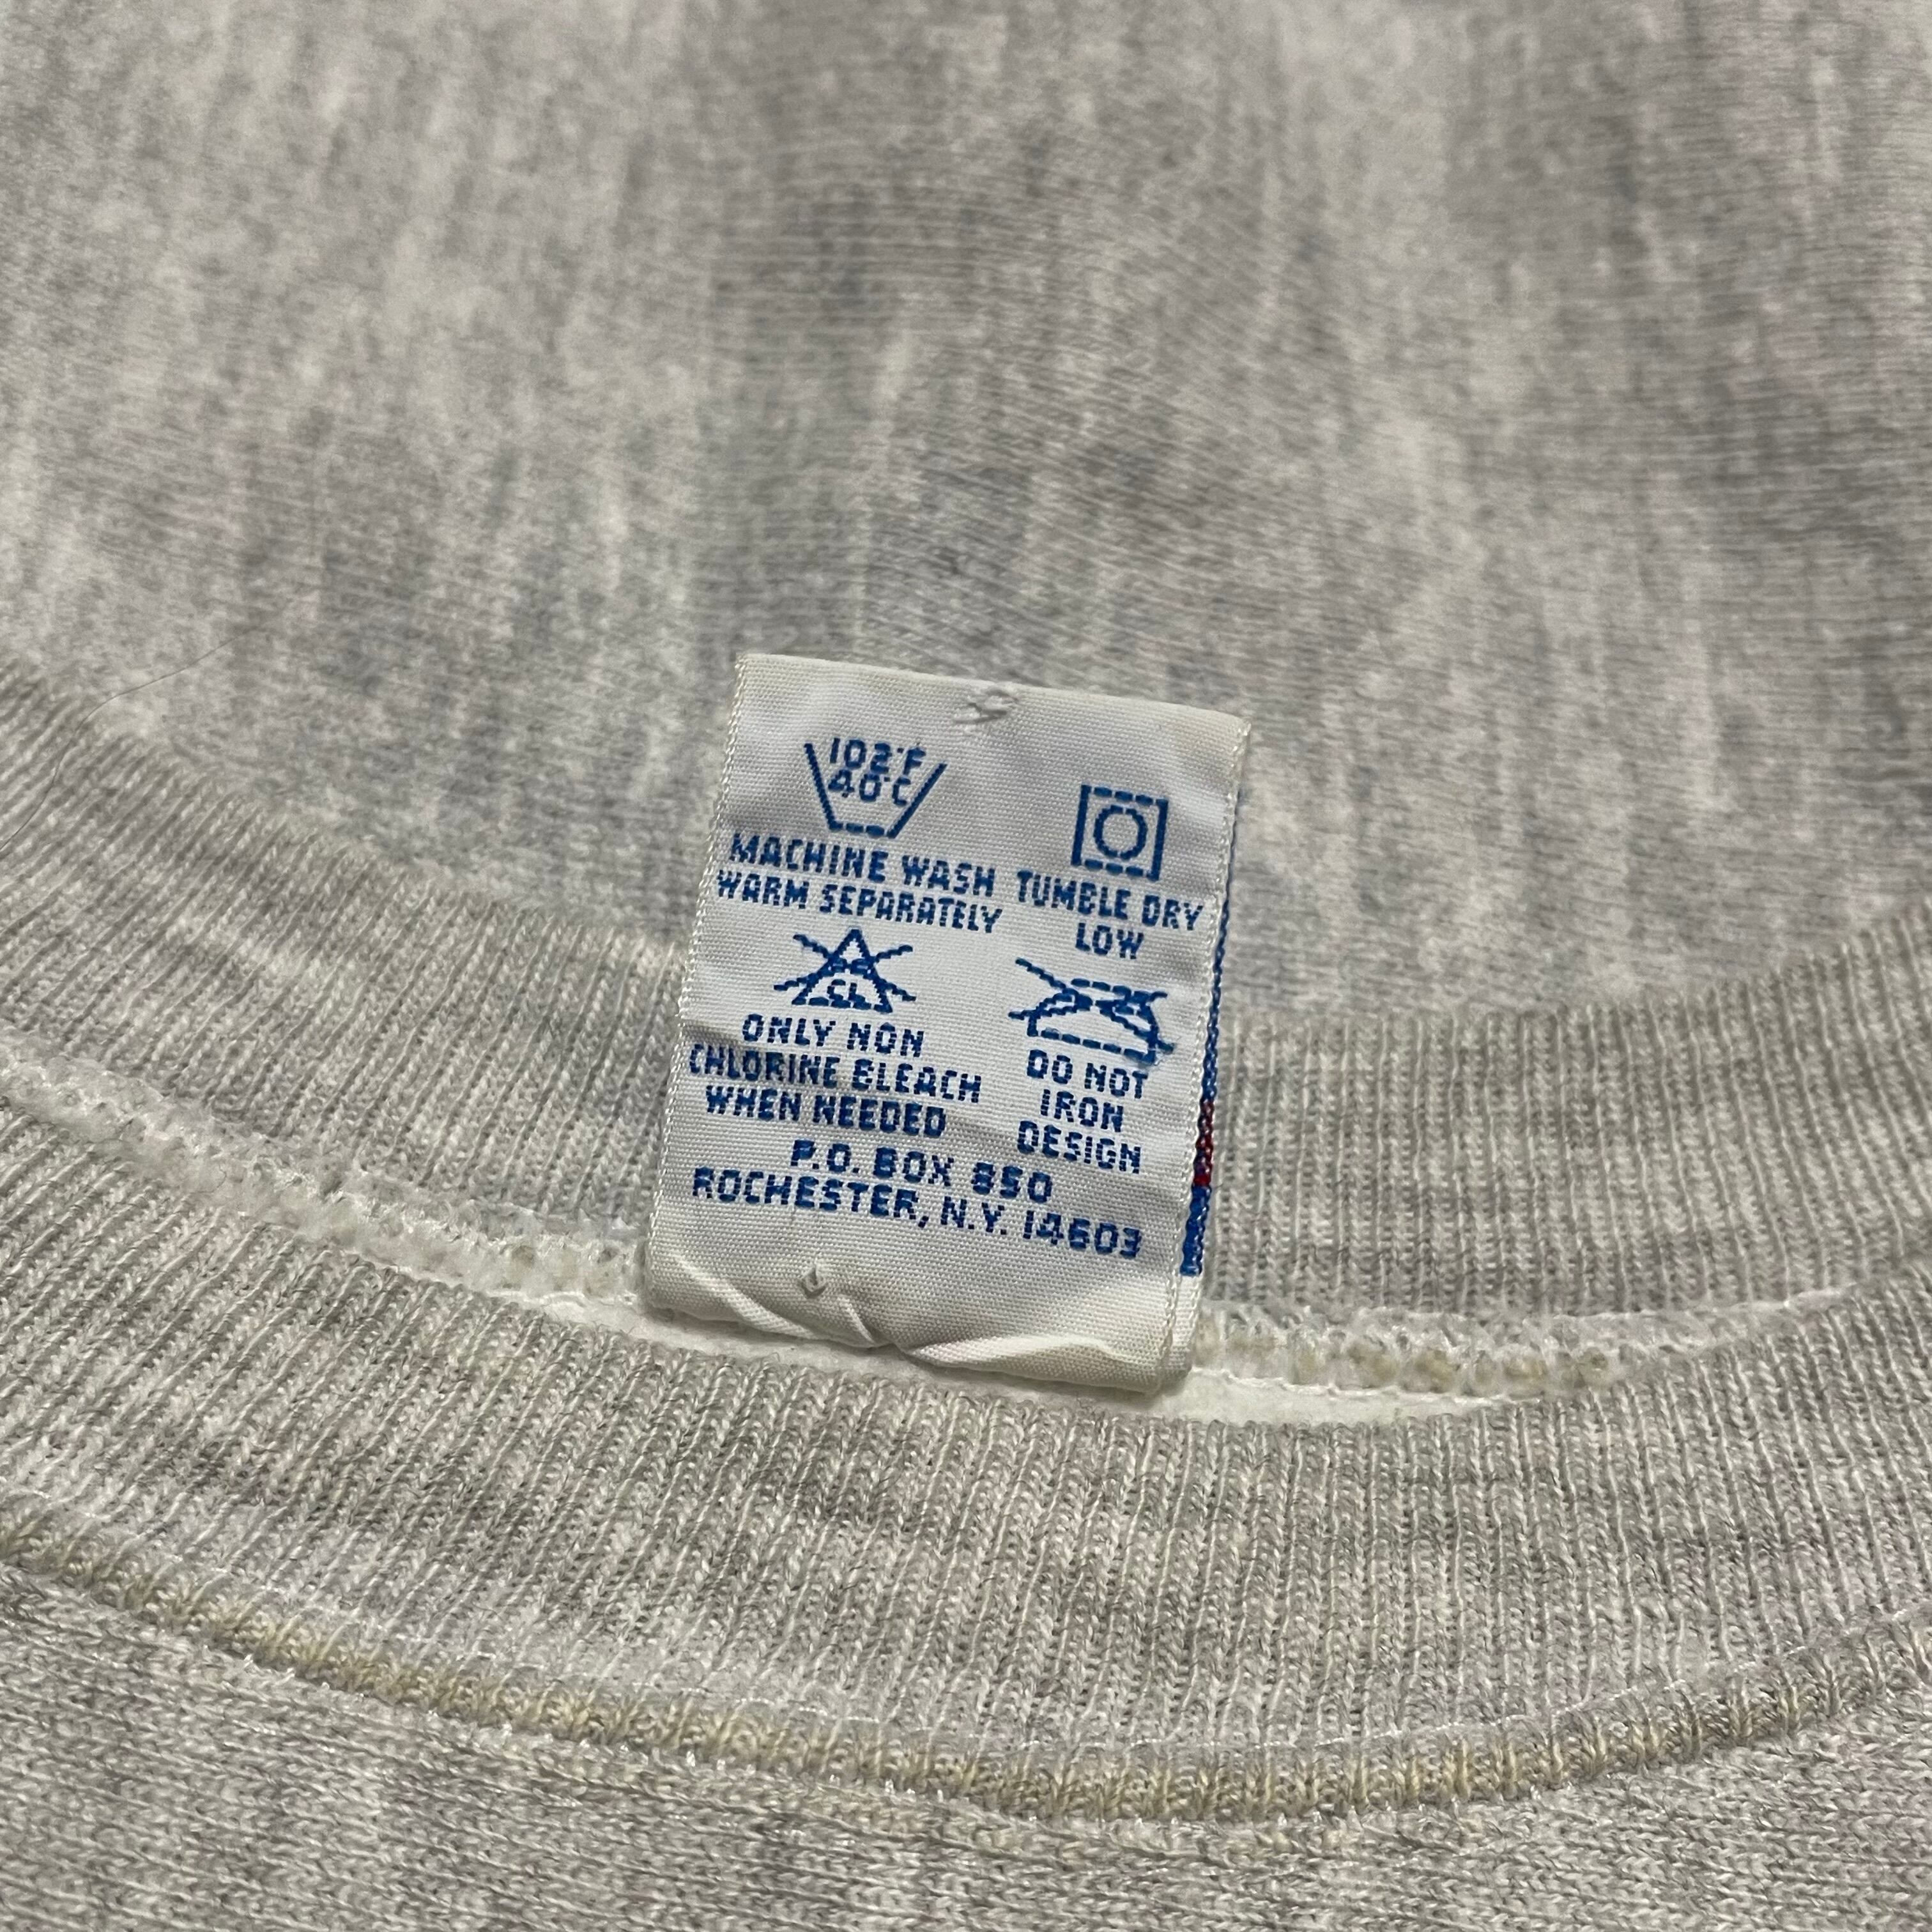 102°F
40°C
MACHINE WASH
WARM SEPARATELY
TUMBLE DRY
LOW
CL
ONLY NON
CHLORINE BLEACH
WHEN NEEDED
DO NOT
IRON
DESIGN
P.O. BOX 850
ROCHESTER, N.Y. 14603